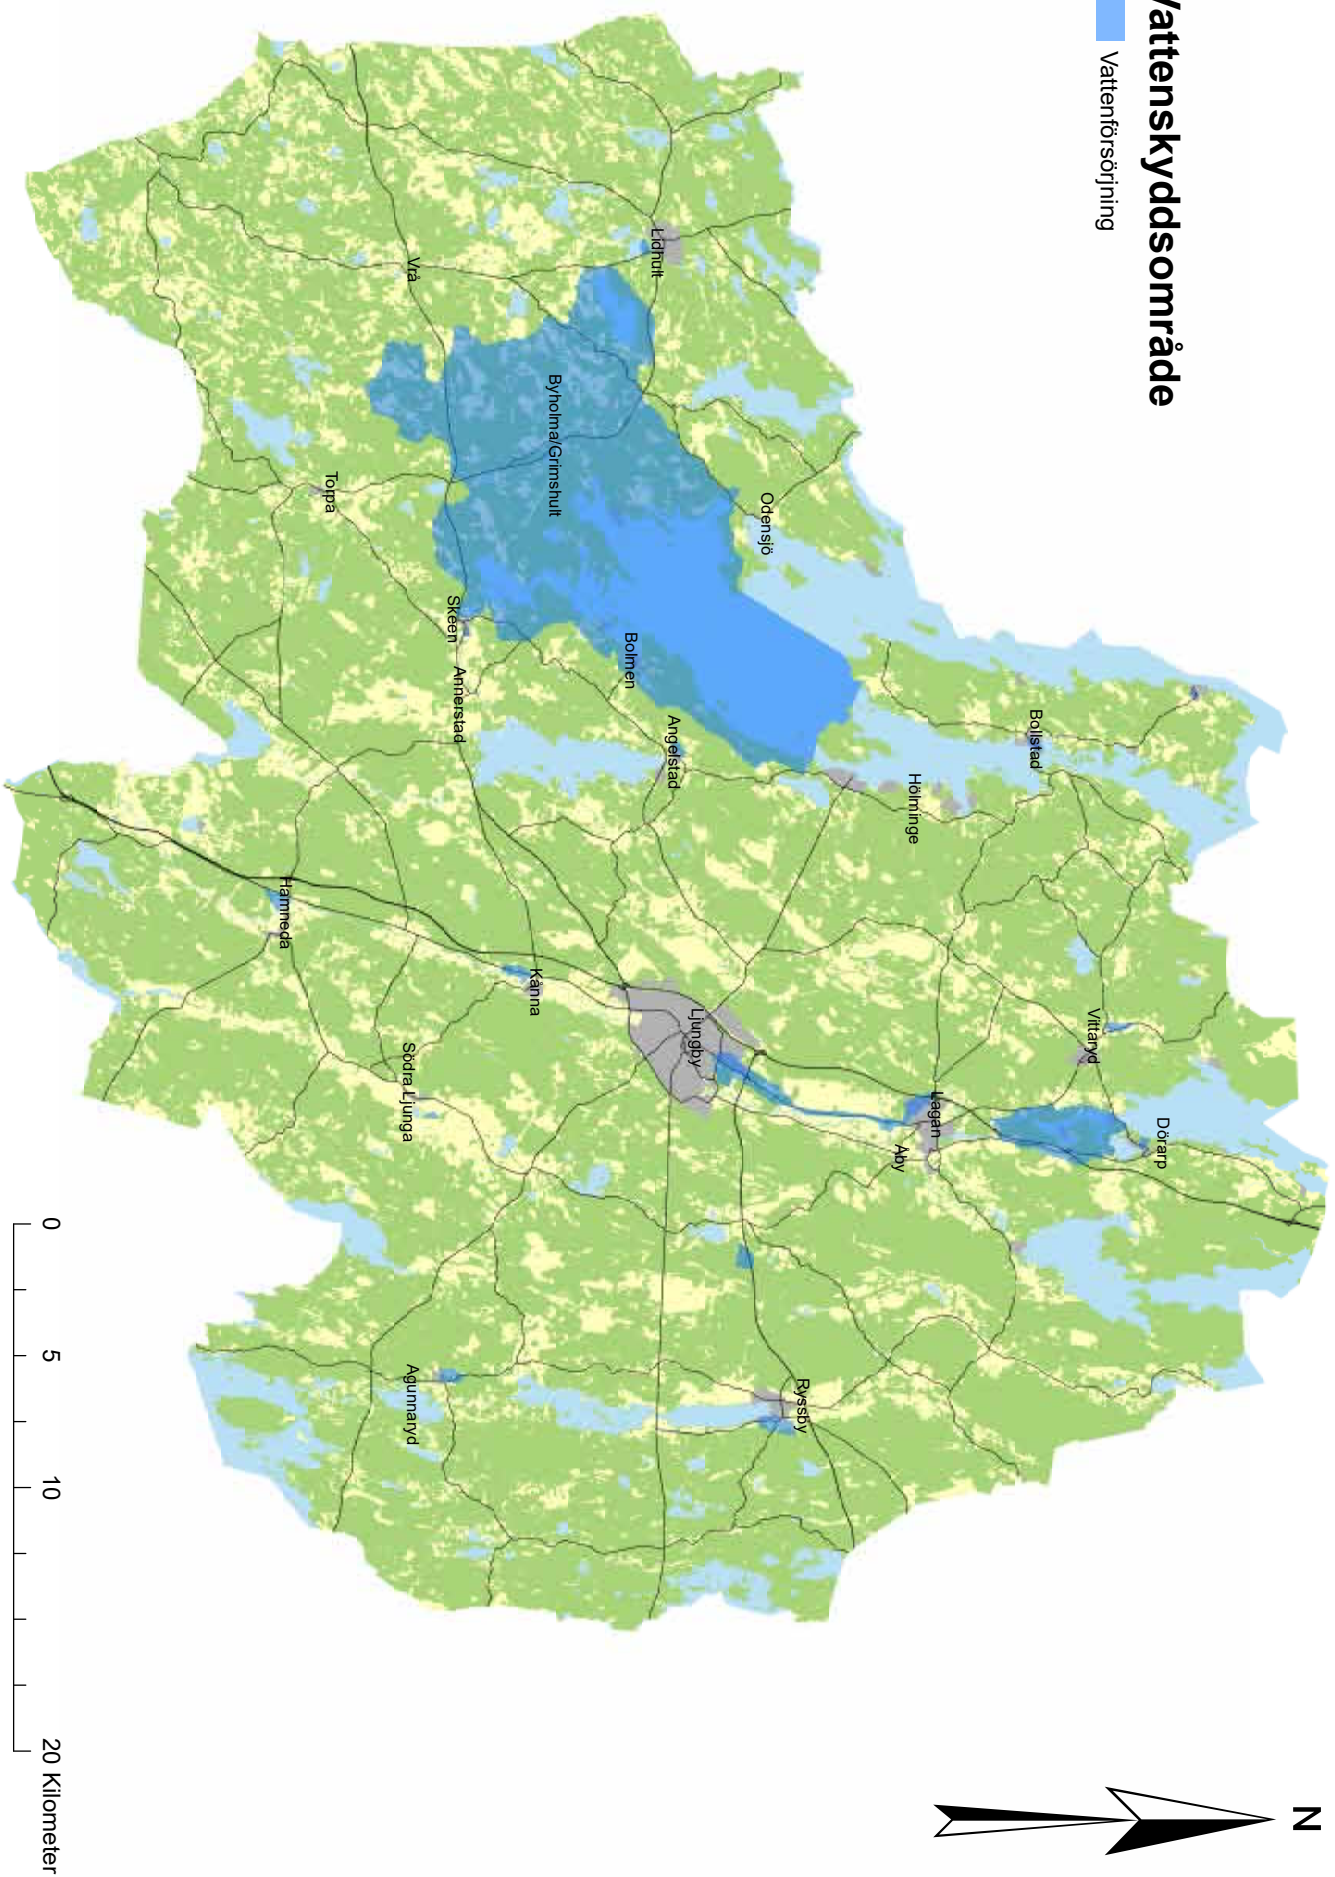 Vattenskyddsområde
Vattenförsörjning
N
Dörarp
Vittaryd
Bollstad
Lagan
Hölminge
Åby
Ryssby
Odensjö
Ljungby
Angelstad
Lidhult
Bolmen
Byholma/Grimshult
Kånna
Annerstad
Skeen
Vrå
Agunnaryd
Södra Ljunga
Torpa
Hamneda
0 5 10 20 Kilometer